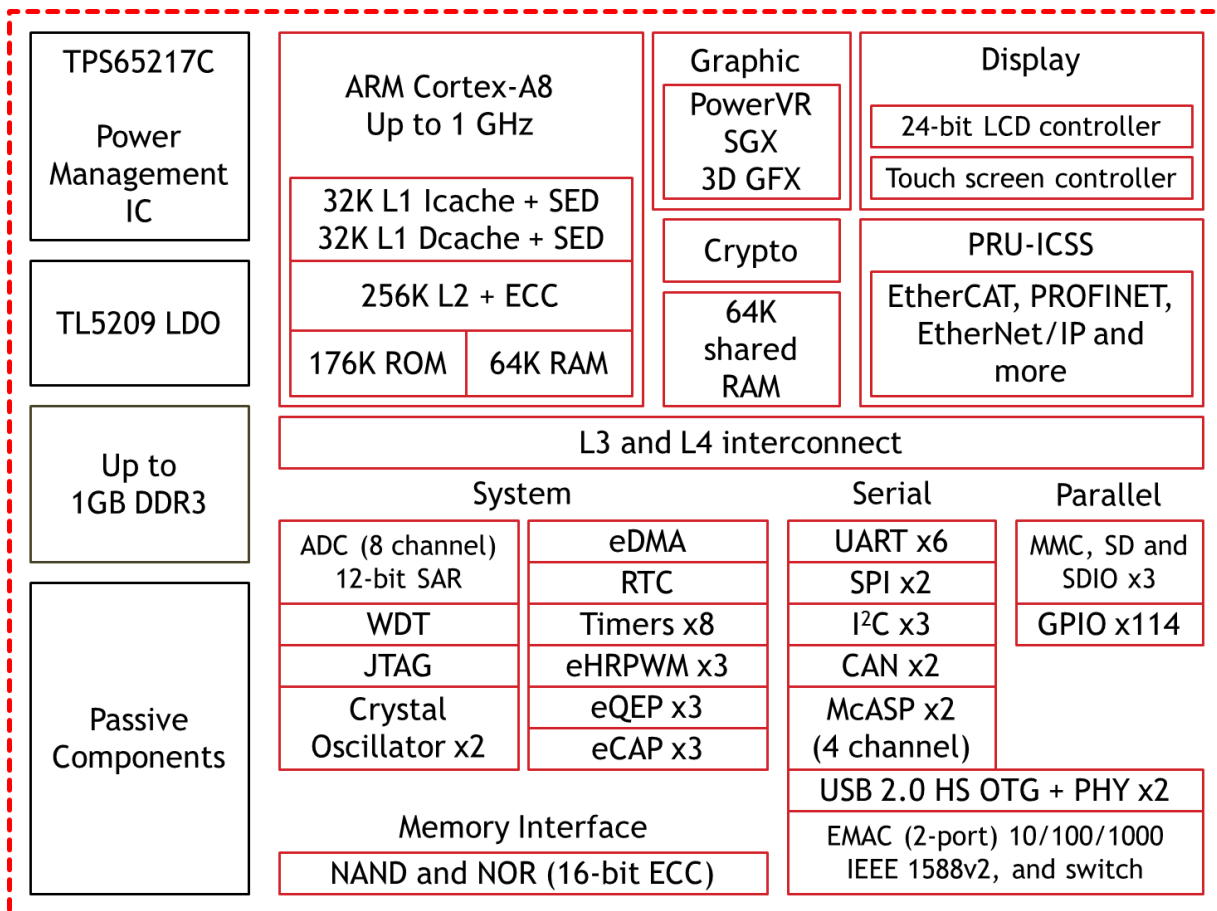 TPS65217C
Power
Management
IC
TL5209 LDO
Up to
1GB DDR3
Passive
Components
ARM Cortex-A8
Up to 1 GHz
32K L1 Icache + SED
32K L1 Dcache + SED
256K L2 + ECC
176K ROM
64K RAM
Graphic
PowerVR
SGX
3D GFX
Crypto
64K
shared
RAM
Display
24-bit LCD controller
Touch screen controller
PRU-ICSS
EtherCAT, PROFINET,
EtherNet/IP and
more
L3 and L4 interconnect
System
ADC (8 channel)
12-bit SAR
WDT
JTAG
Crystal
Oscillator x2
eDMA
RTC
Timers x8
eHRPWM x3
eQEP x3
eCAP x3
Serial
UART x6
SPI x2
I²C x3
CAN x2
McASP x2
(4 channel)
Parallel
MMC, SD and
SDIO x3
GPIO x114
USB 2.0 HS OTG + PHY x2
EMAC (2-port) 10/100/1000
IEEE 1588v2, and switch
Memory Interface
NAND and NOR (16-bit ECC)